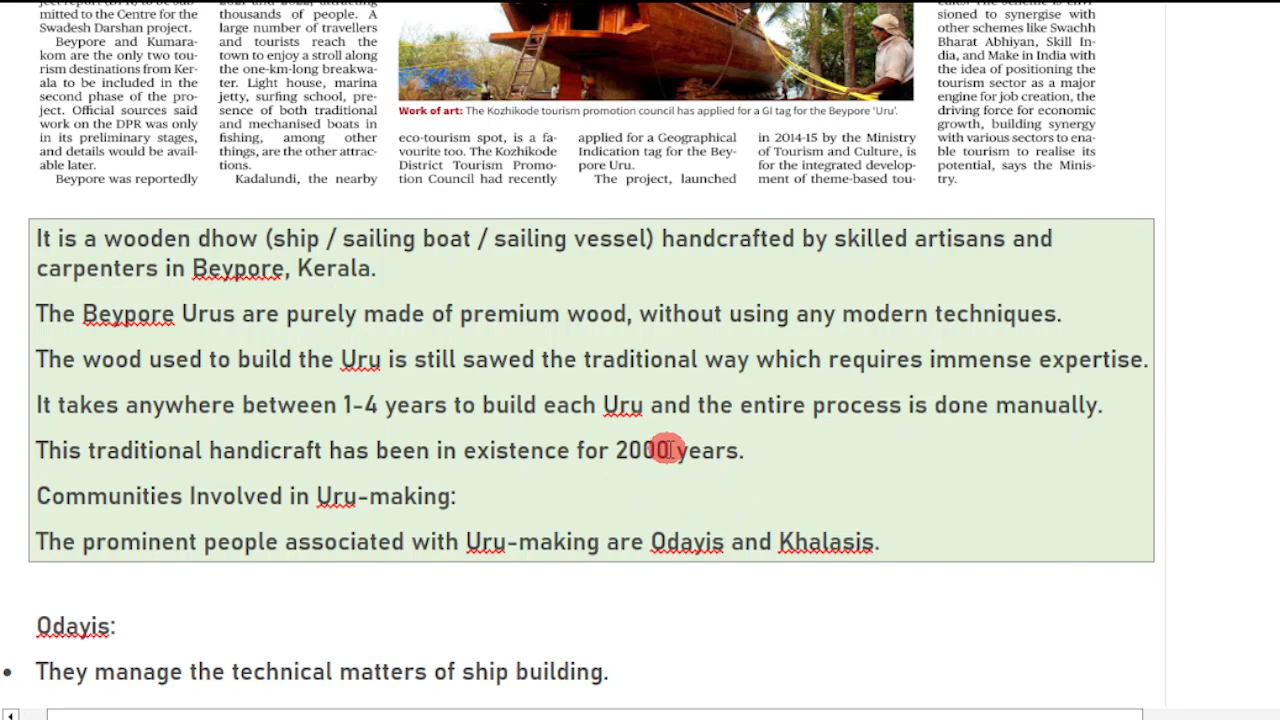 ject report (DPR) to be sub-
mitted to the Centre for the
Swadesh Darshan project.
Beypore and Kumara-
kom are the only two tou-
rism destinations from Ker-
ala to be included in the
second phase of the pro-
ject. Official sources said
work on the DPR was only
in its preliminary stages,
and details would be avail-
able later.
Beypore was reportedly
thousands of people. A
large number of travellers
and tourists reach the
town to enjoy a stroll along
the one-km-long breakwa-
ter. Light house, marina
jetty, surfing school, pre-
sence of both traditional
and mechanised boats in
fishing, among other
things, are the other attrac-
tions.
Kadalundi, the nearby
Work of art: The Kozhikode tourism promotion council has applied for a GI tag for the Beypore 'Uru'.
eco-tourism spot, is a fa-
vourite too. The Kozhikode
District Tourism Promo-
tion Council had recently
applied for a Geographical
Indication tag for the Bey-
pore Uru.
The project, launched
in 2014-15 by the Ministry
of Tourism and Culture, is
for the integrated develop-
ment of theme-based tou-
sioned to synergise with
other schemes like Swachh
Bharat Abhiyan, Skill In-
dia, and Make in India with
the idea of positioning the
tourism sector as a major
engine for job creation, the
driving force for economic
growth, building synergy
with various sectors to ena-
ble tourism to realise its
potential, says the Minis-
try.
It is a wooden dhow (ship / sailing boat / sailing vessel) handcrafted by skilled artisans and
carpenters in Beypore, Kerala.
The Beypore Urus are purely made of premium wood, without using any modern techniques.
The wood used to build the Uru is still sawed the traditional way which requires immense expertise.
It takes anywhere between 1-4 years to build each Uru and the entire process is done manually.
This traditional handicraft has been in existence for 2000 years.
Communities Involved in Uru-making:
The prominent people associated with Uru-making are Odayis and Khalasis.
Odayis:
• They manage the technical matters of ship building.